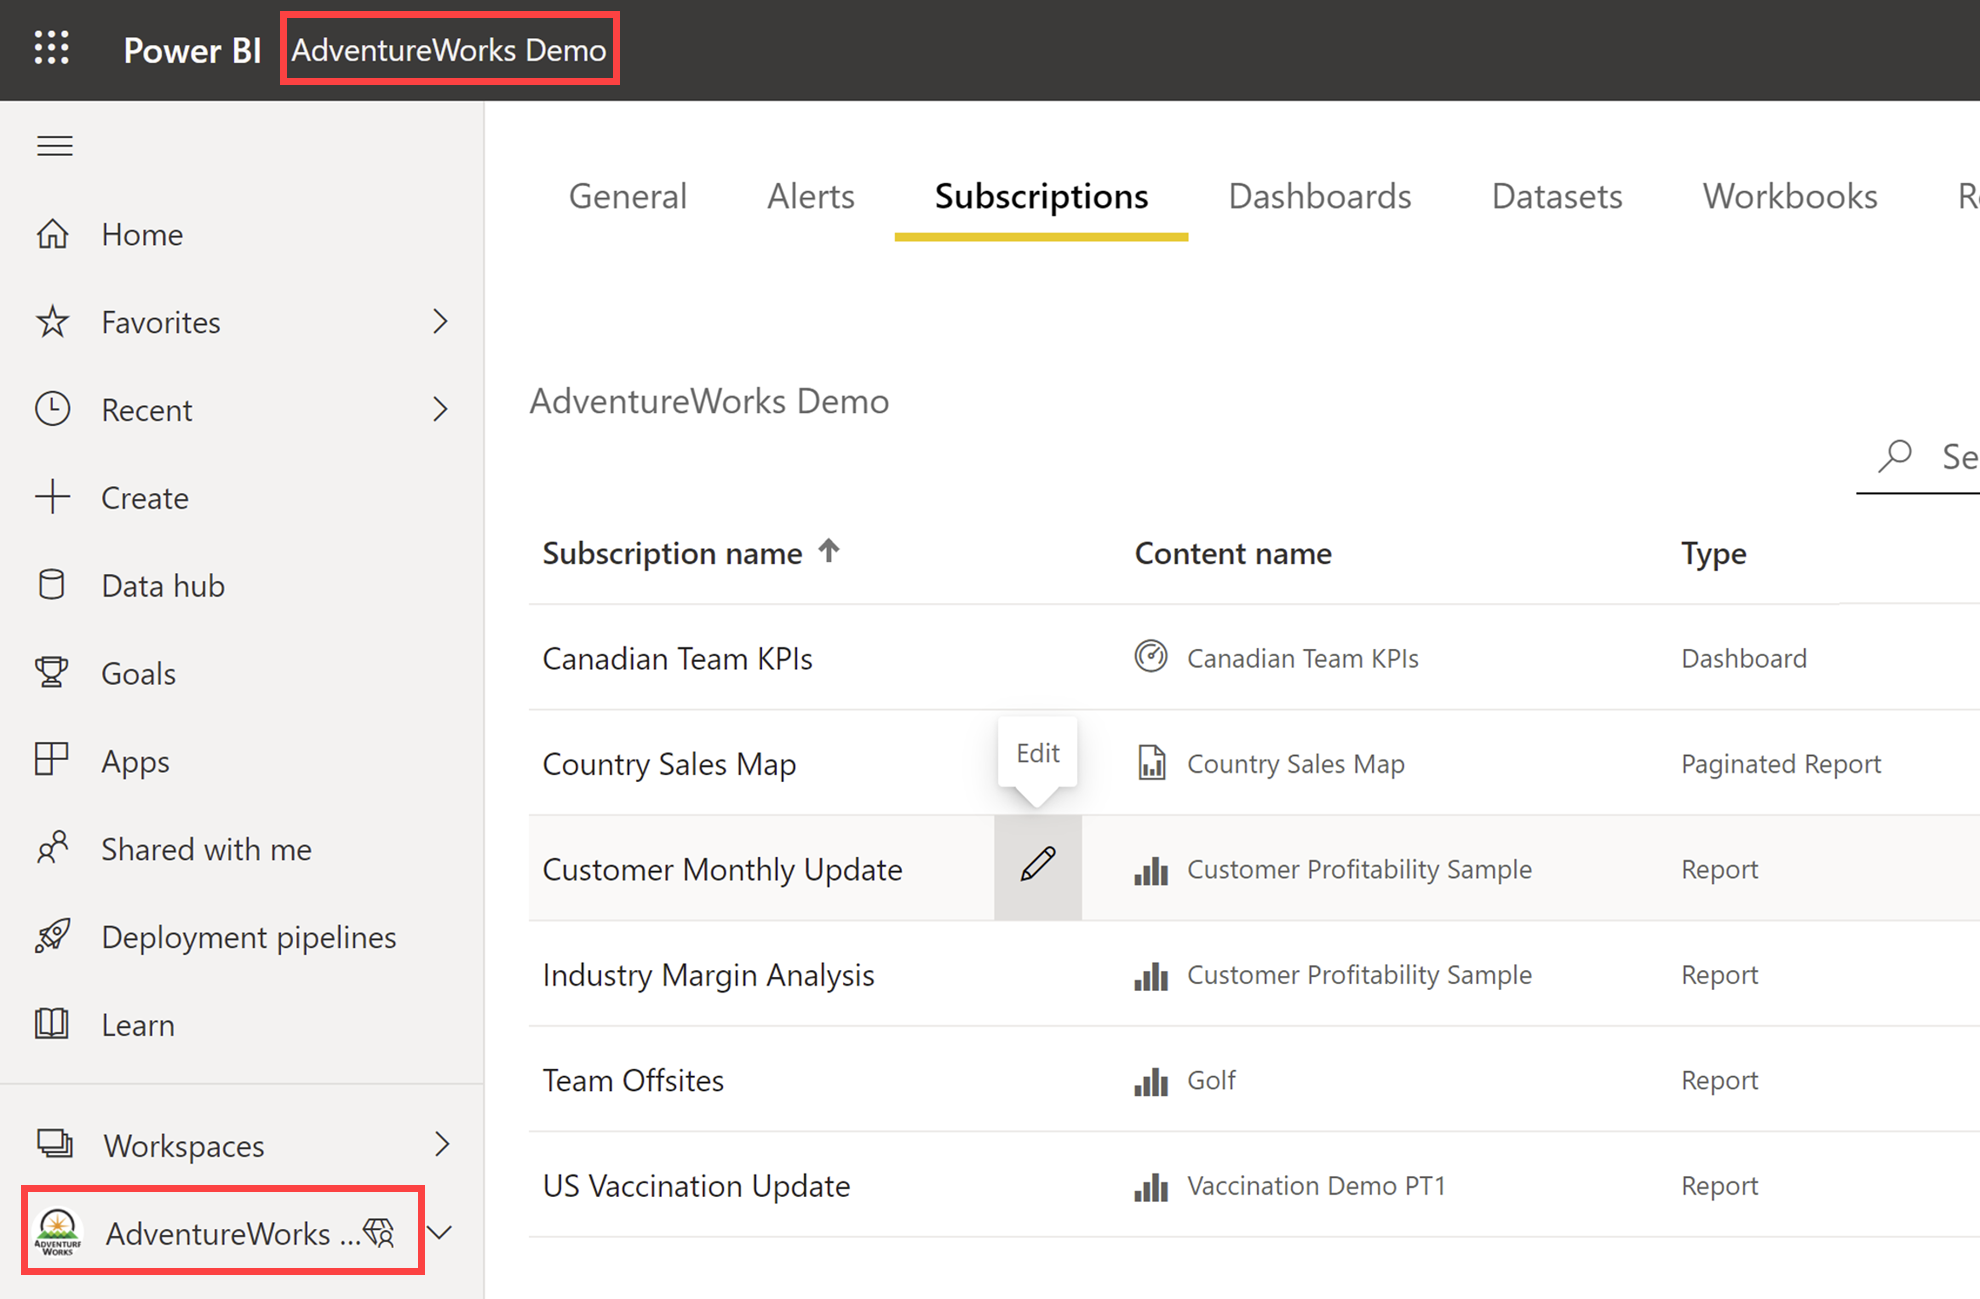 Power BI AdventureWorks Demo
General Alerts Subscriptions Dashboards Datasets Workbooks
Home
Favorites
Recent
Create
Data hub
Goals
Apps
Shared with me
Deployment pipelines
Learn
Workspaces
ADVENTURE
WORKS
AdventureWorks ...
AdventureWorks Demo
Se
Subscription name Content name Type
Canadian Team KPIs Canadian Team KPIs Dashboard
Edit
Country Sales Map Country Sales Map Paginated Report
Customer Monthly Update Customer Profitability Sample Report
Industry Margin Analysis Customer Profitability Sample Report
Team Offsites Golf Report
US Vaccination Update Vaccination Demo PT1 Report